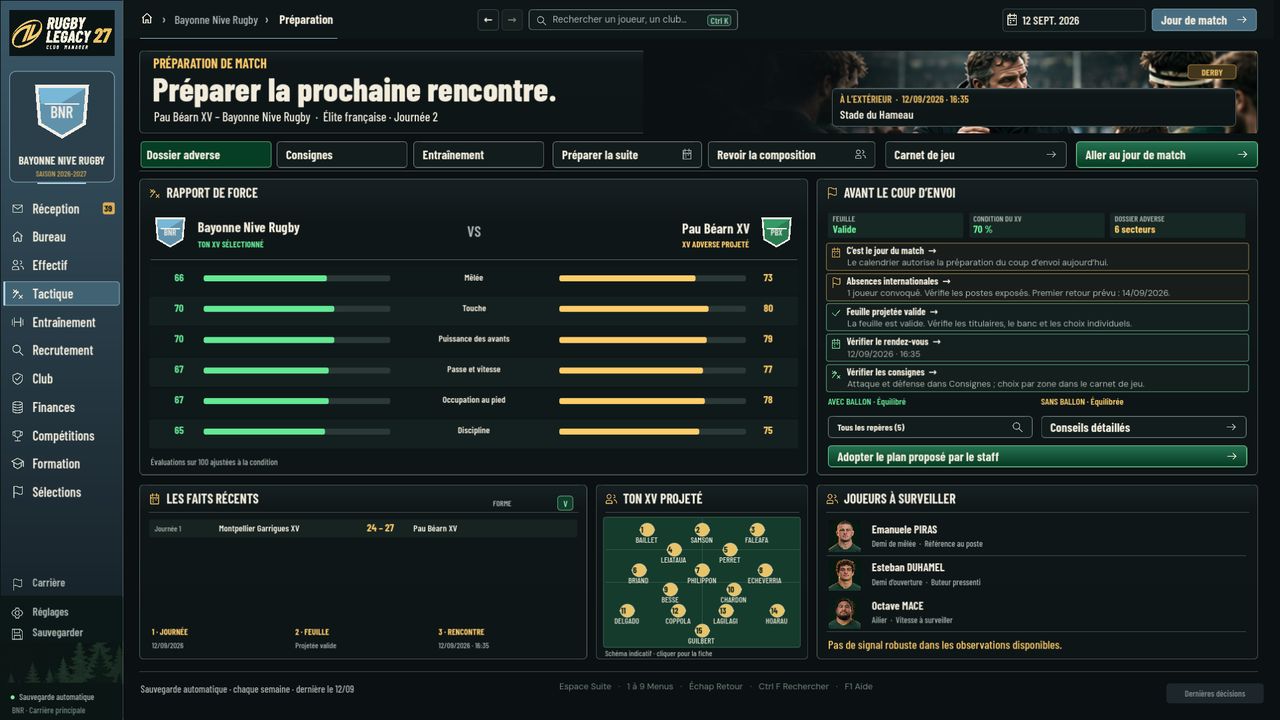 RUGBY
LEGACY 27
CLUB MANAGER
BNR
BAYONNE NIVE RUGBY
SAISON 2026-2027
Réception 39
Bureau
Effectif
Tactique
Entraînement
Recrutement
Club
Finances
Compétitions
Formation
Sélections
Carrière
Réglages
Sauvegarder
Sauvegarde automatique
BNR · Carrière principale
Bayonne Nive Rugby › Préparation
← → Rechercher un joueur, un club... Ctrl K
12 SEPT. 2026
Jour de match →
PRÉPARATION DE MATCH
Préparer la prochaine rencontre.
Pau Béarn XV – Bayonne Nive Rugby · Élite française · Journée 2
DERBY
À L'EXTÉRIEUR · 12/09/2026 · 16:35
Stade du Hameau
Dossier adverse
Consignes
Entraînement
Préparer la suite
Revoir la composition
Carnet de jeu →
Aller au jour de match →
RAPPORT DE FORCE
BNR
Bayonne Nive Rugby
TON XV SÉLECTIONNÉ
VS
Pau Béarn XV
XV ADVERSE PROJETÉ
PBX
66 Mêlée 73
70 Touche 80
70 Puissance des avants 79
67 Passe et vitesse 77
67 Occupation au pied 78
65 Discipline 75
Évaluations sur 100 ajustées à la condition
AVANT LE COUP D'ENVOI
FEUILLE
Valide
CONDITION DU XV
70 %
DOSSIER ADVERSE
6 secteurs
C'est le jour du match →
Le calendrier autorise la préparation du coup d'envoi aujourd'hui.
Absences internationales →
1 joueur convoqué. Vérifie les postes exposés. Premier retour prévu : 14/09/2026.
Feuille projetée valide →
La feuille est valide. Vérifie les titulaires, le banc et les choix individuels.
Vérifier le rendez-vous →
12/09/2026 · 16:35
Vérifier les consignes →
Attaque et défense dans Consignes ; choix par zone dans le carnet de jeu.
AVEC BALLON · Équilibré
SANS BALLON · Équilibrée
Tous les repères (5)
Conseils détaillés →
Adopter le plan proposé par le staff →
LES FAITS RÉCENTS
FORME V
Journée 1 Montpellier Garrigues XV 24 – 27 Pau Béarn XV
1 · JOURNÉE
12/09/2026
2 · FEUILLE
Projetée valide
3 · RENCONTRE
12/09/2026 · 16:35
TON XV PROJETÉ
1 2 3
BAILLET SAMSON FALEAFA
4 5
LEIATAUA PERRET
6 7 8
BRIAND PHILIPPON ECHEVERRIA
9 10
BESSE CHARDON
11 12 13 14
DELGADO COPPOLA LAGILAGI HOARAU
15
GUILBERT
Schéma indicatif · cliquer pour la fiche
JOUEURS À SURVEILLER
Emanuele PIRAS
Demi de mêlée · Référence au poste
Esteban DUHAMEL
Demi d'ouverture · Buteur pressenti
Octave MACE
Ailier · Vitesse à surveiller
Pas de signal robuste dans les observations disponibles.
Sauvegarde automatique · chaque semaine · dernière le 12/09
Espace Suite · 1 à 9 Menus · Échap Retour · Ctrl F Rechercher · F1 Aide
Dernières décisions